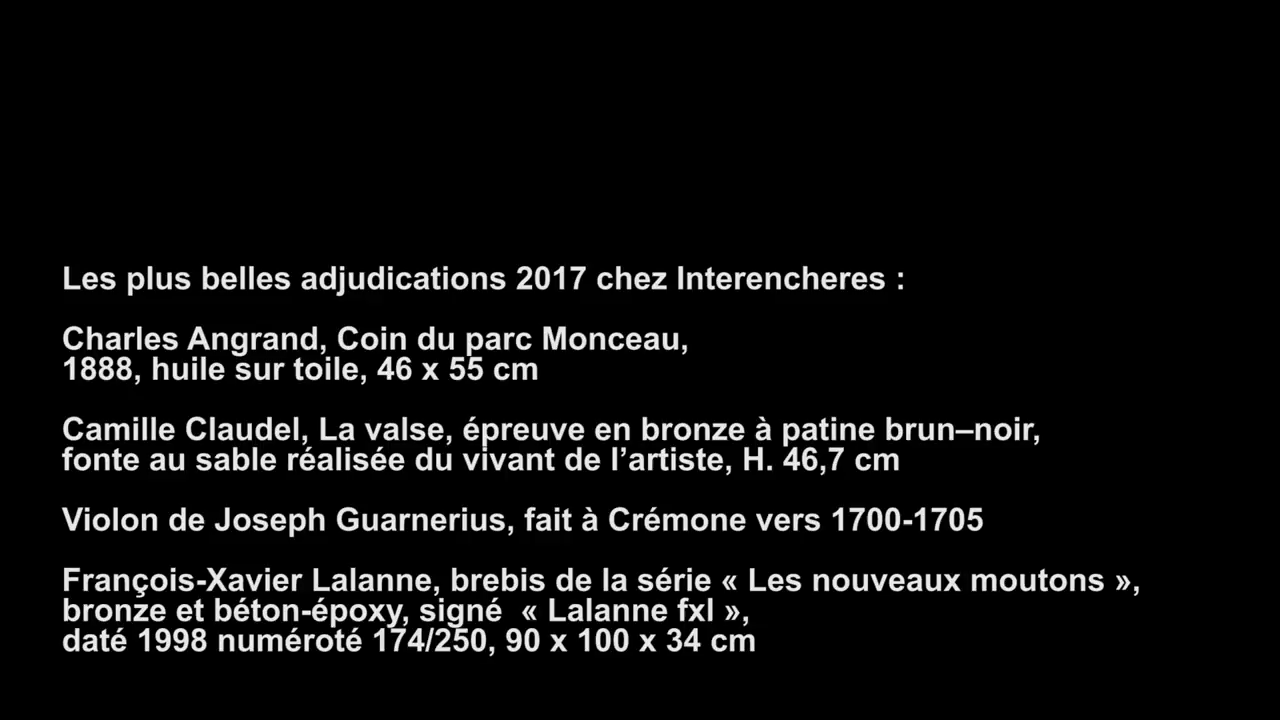 Les plus belles adjudications 2017 chez Interencheres :
Charles Angrand, Coin du parc Monceau,
1888, huile sur toile, 46 x 55 cm
Camille Claudel, La valse, épreuve en bronze à patine brun–noir,
fonte au sable réalisée du vivant de l’artiste, H. 46,7 cm
Violon de Joseph Guarnerius, fait à Crémone vers 1700-1705
François-Xavier Lalanne, brebis de la série « Les nouveaux moutons »,
bronze et béton-époxy, signé  « Lalanne fxl »,
daté 1998 numéroté 174/250, 90 x 100 x 34 cm